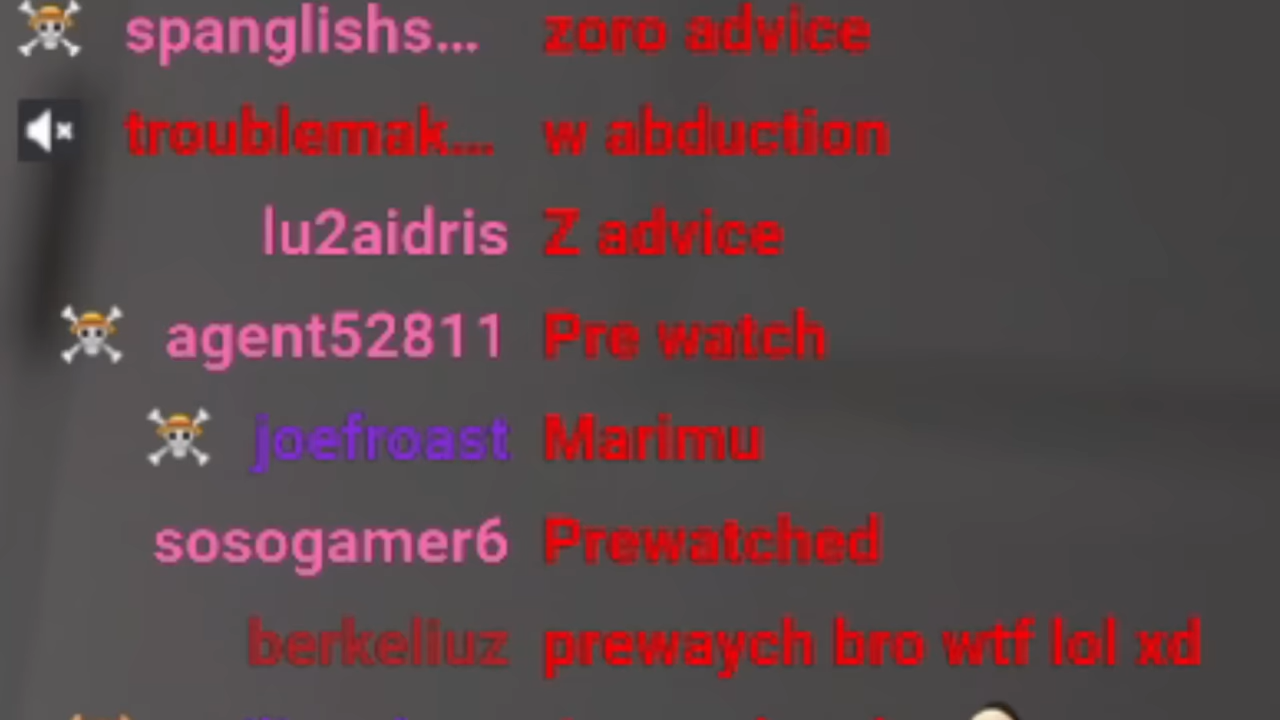 spanglishs... zoro advice
troublemak... w abduction
lu2aidris Z advice
agent52811 Pre watch
joefroast Marimu
sosogamer6 Prewatched
berkeliuz prewaych bro wtf lol xd